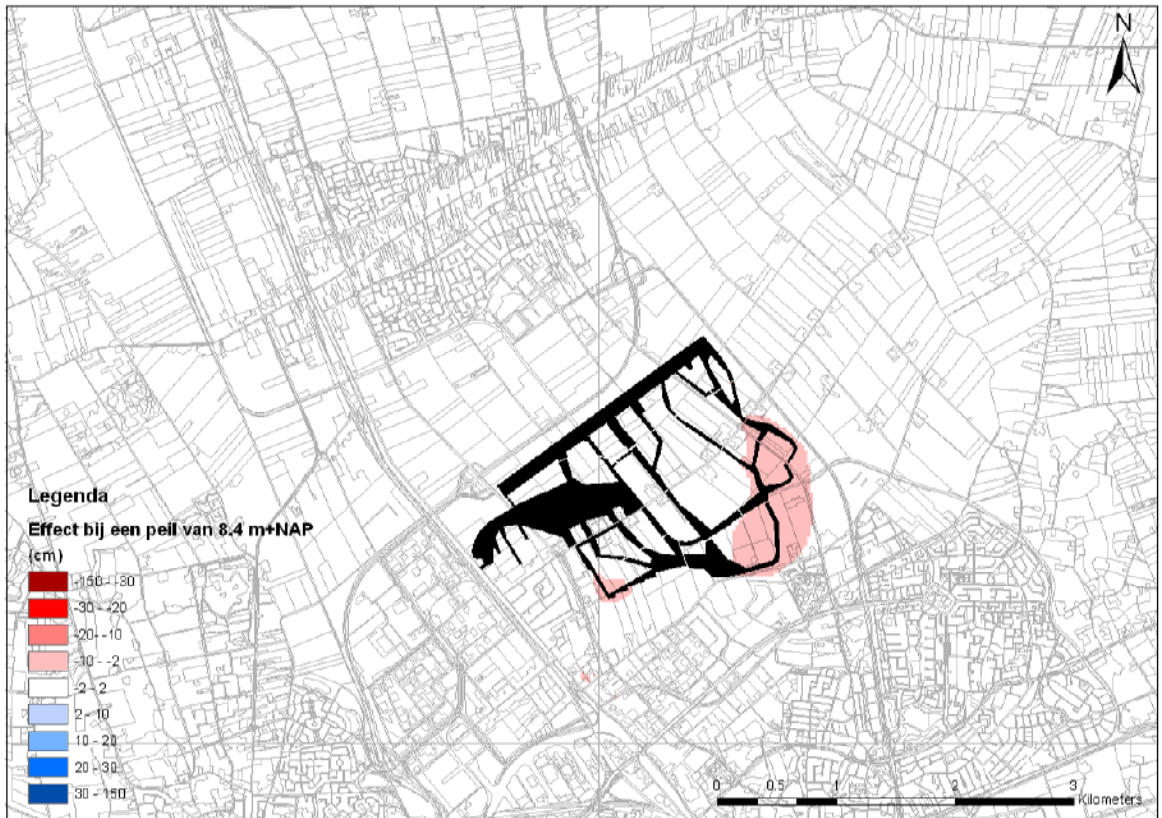 N
Legenda
Effect bij een peil van 8.4 m+NAP
(cm)
-150 - -30
-30 - -20
-20 - -10
-10 - -2
-2 - 2
2 - 10
10 - 20
20 - 30
30 - 150
0 0.5 1 2 3
Kilometers